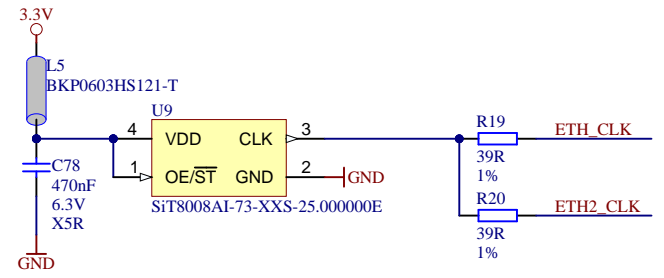 3.3V
L5
BKP0603HS121-T
U9
4
VDD
CLK
3
R19
ETH_CLK
39R
1%
1
OE/ST
GND
2
GND
C78
470nF
6.3V
X5R
SiT8008AI-73-XXS-25.000000E
R20
ETH2_CLK
39R
1%
GND